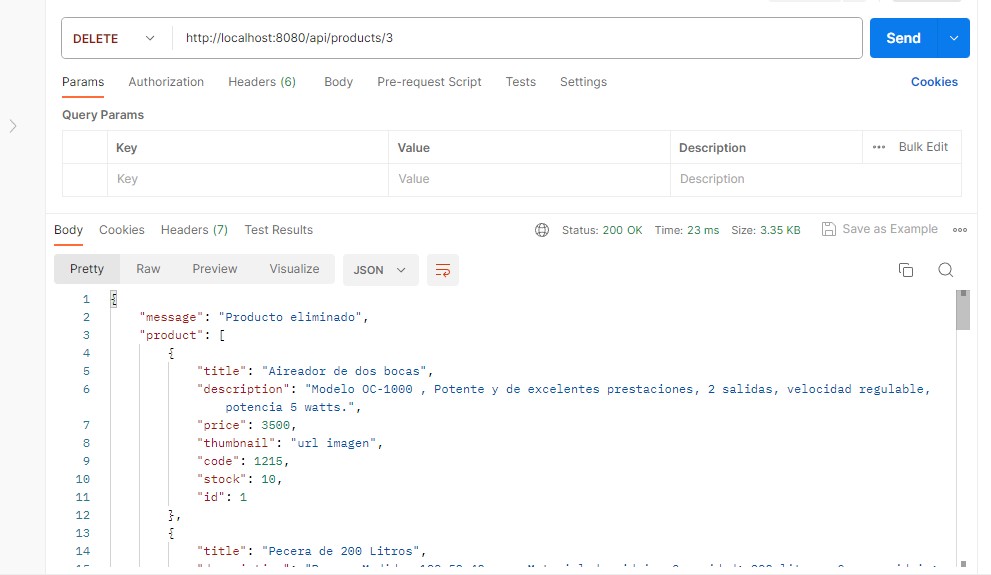 DELETE http://localhost:8080/api/products/3 Send
Params Authorization Headers (6) Body Pre-request Script Tests Settings Cookies
Query Params
Key Value Description Bulk Edit
Key Value Description
Body Cookies Headers (7) Test Results Status: 200 OK Time: 23 ms Size: 3.35 KB Save as Example
Pretty Raw Preview Visualize JSON
1 {
2 "message": "Producto eliminado",
3 "product": [
4 {
5 "title": "Aireador de dos bocas",
6 "description": "Modelo OC-1000 , Potente y de excelentes prestaciones, 2 salidas, velocidad regulable,
potencia 5 watts.",
7 "price": 3500,
8 "thumbnail": "url imagen",
9 "code": 1215,
10 "stock": 10,
11 "id": 1
12 },
13 {
14 "title": "Pecera de 200 Litros",